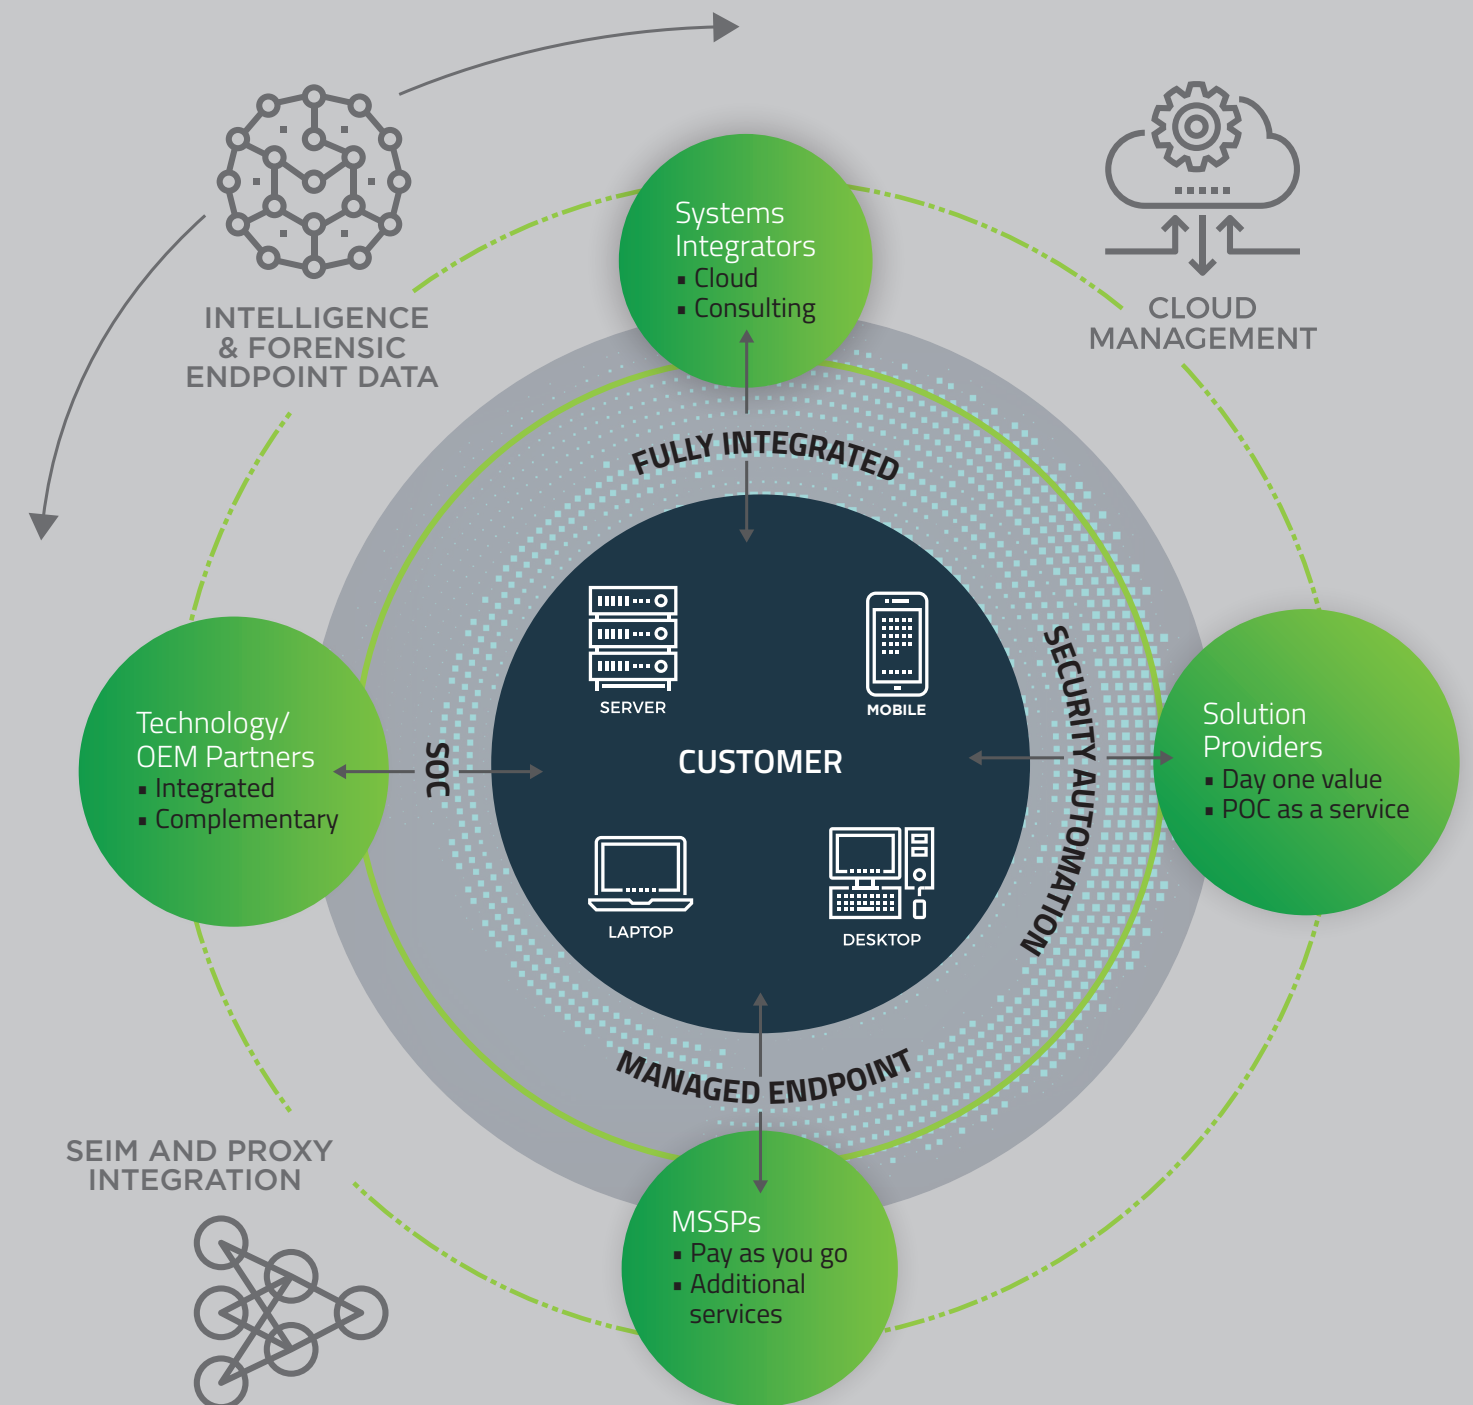 Systems
Integrators
▪ Cloud
▪ Consulting
INTELLIGENCE
& FORENSIC
ENDPOINT DATA
CLOUD
MANAGEMENT
FULLY INTEGRATED
SERVER
MOBILE
Technology/
OEM Partners
▪ Integrated
▪ Complementary
SOC
CUSTOMER
SECURITY AUTOMATION
Solution
Providers
▪ Day one value
▪ POC as a service
LAPTOP
DESKTOP
MANAGED ENDPOINT
SEIM AND PROXY
INTEGRATION
MSSPs
▪ Pay as you go
▪ Additional
services